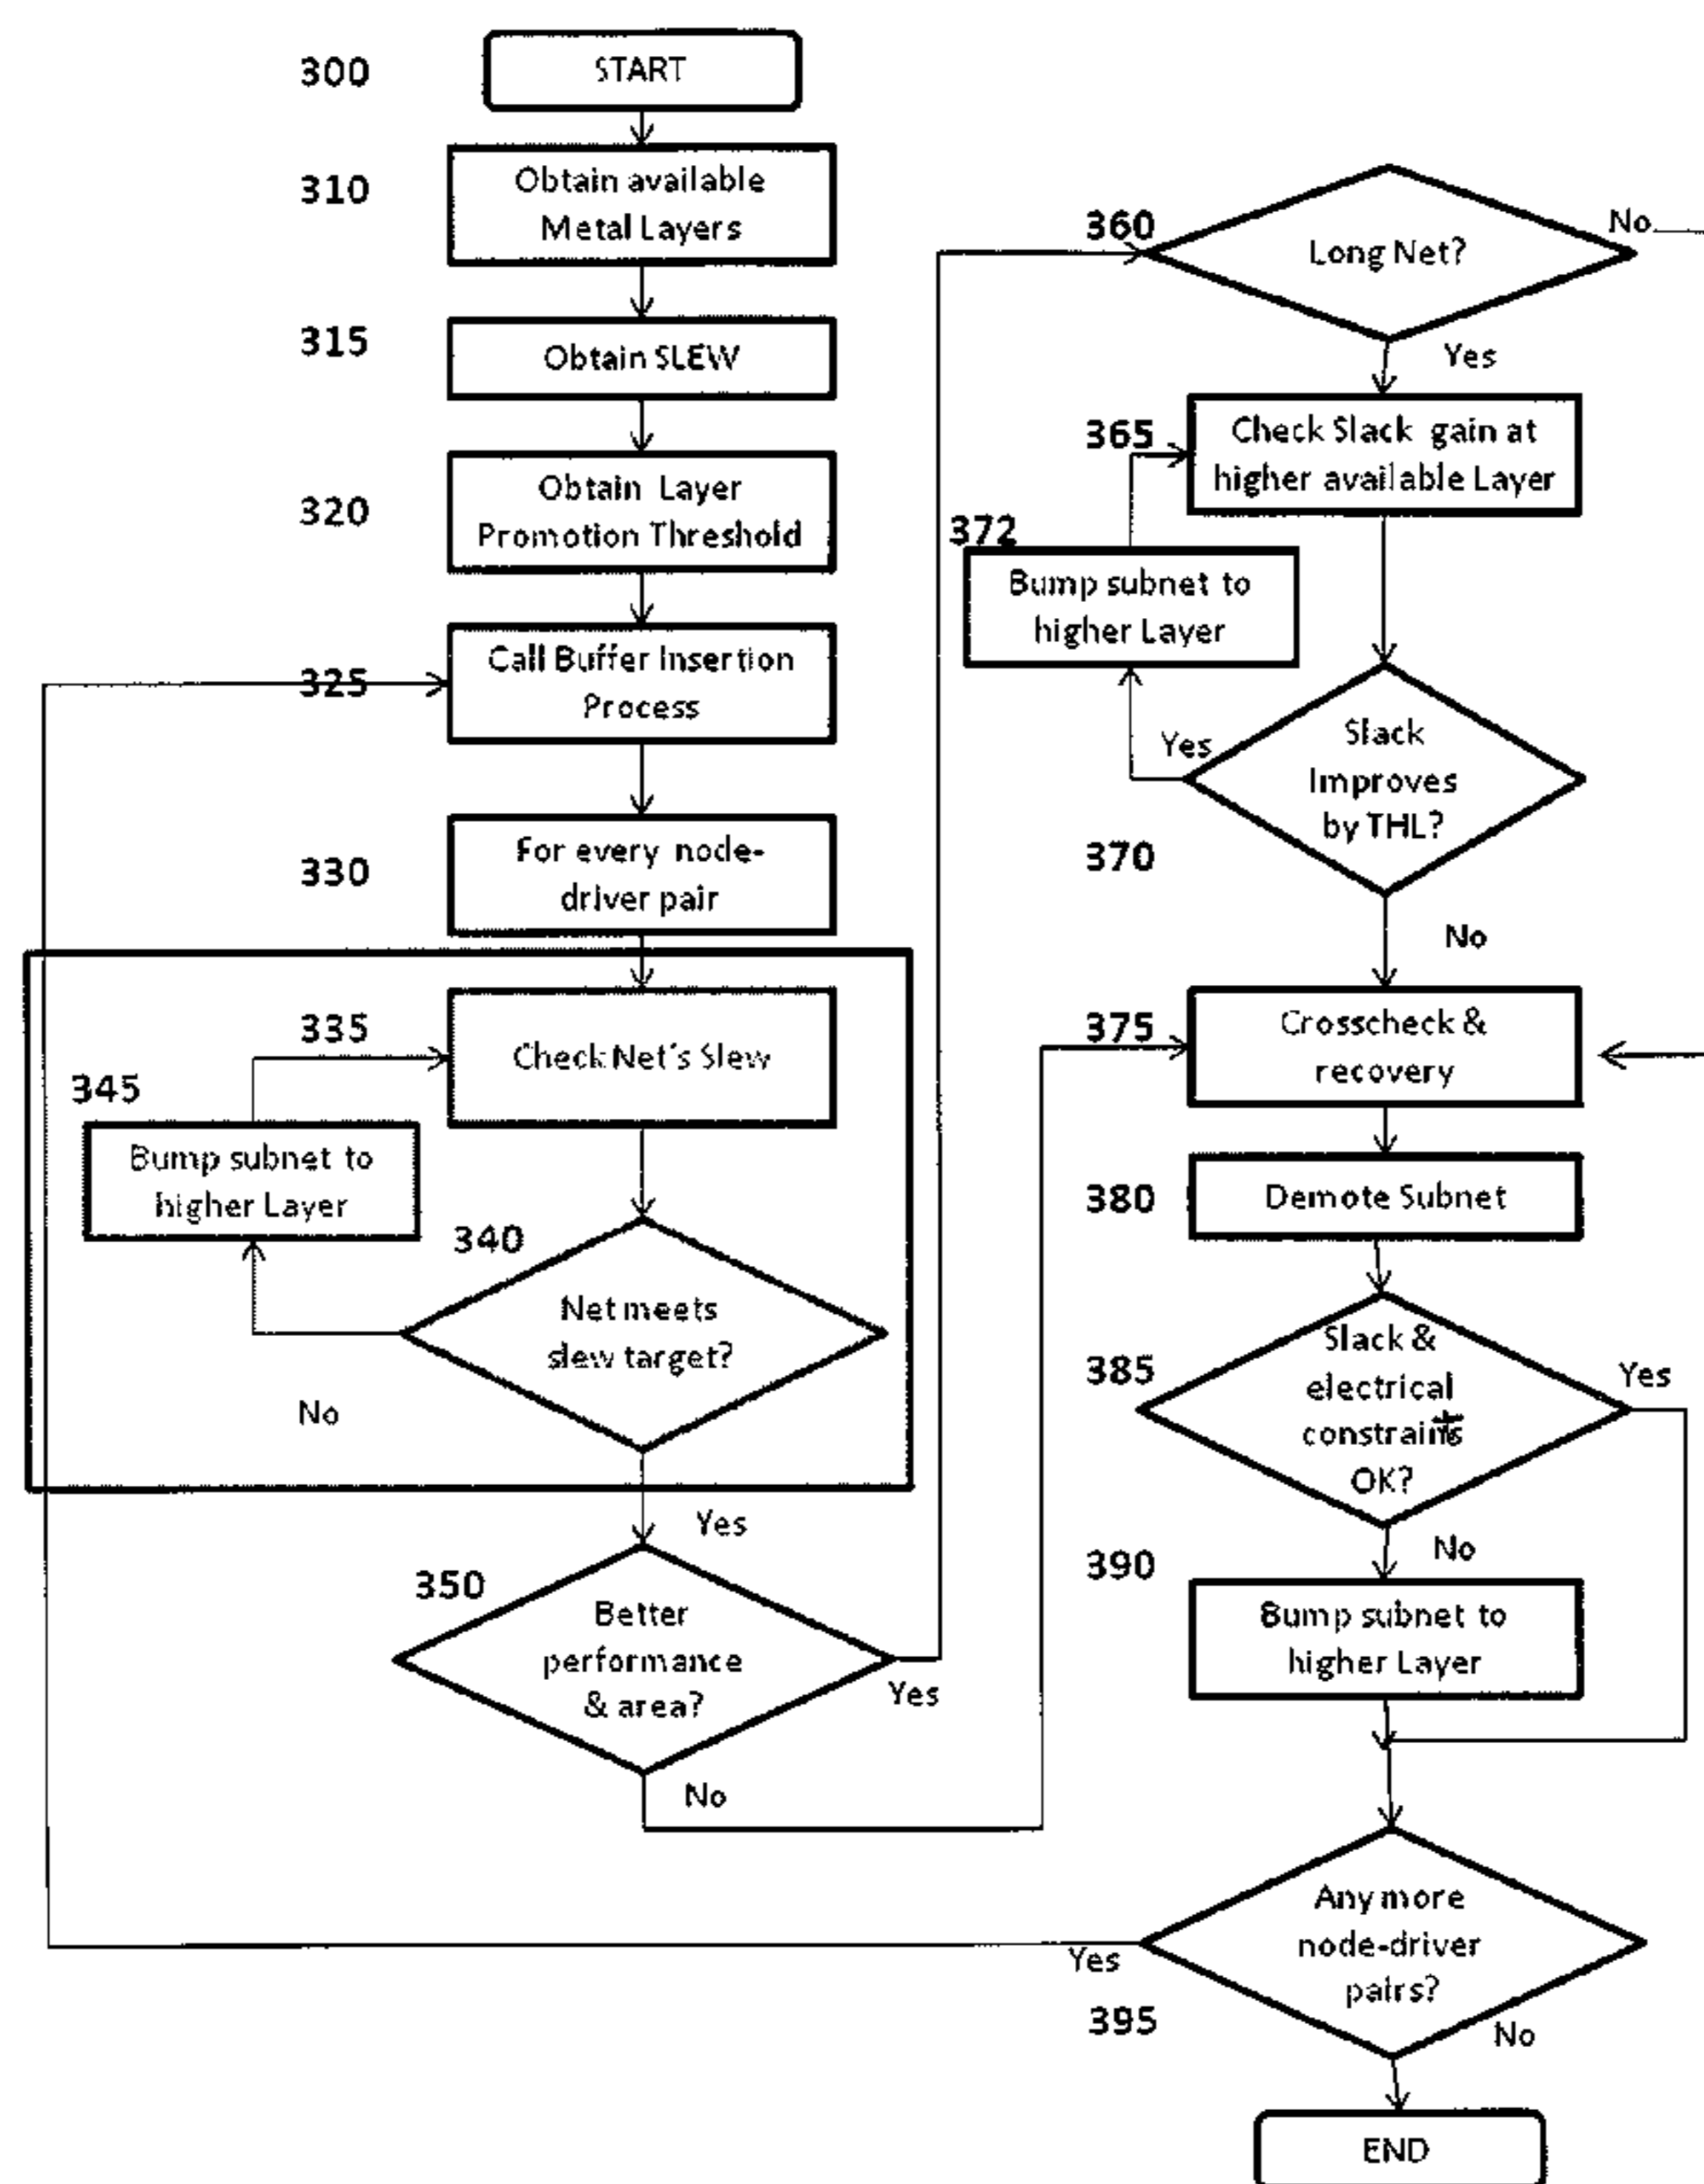 300
START
310
Obtain available
Metal Layers
315
Obtain SLEW
320
Obtain Layer
Promotion Threshold
325
Call Buffer Insertion
Process
330
For every node-
driver pair
335
Check Net's Slew
345
Bump subnet to
higher Layer
340
Net meets
slew target?
No
Yes
350
Better
performance
& area?
Yes
No
360
Long Net?
No
Yes
365
Check Slack gain at
higher available Layer
372
Bump subnet to
higher Layer
Yes
Slack
Improves
by THL?
370
No
375
Crosscheck &
recovery
380
Demote Subnet
385
Slack &
electrical
constraints
OK?
Yes
No
390
Bump subnet to
higher Layer
Any more
node-driver
pairs?
Yes
395
No
END